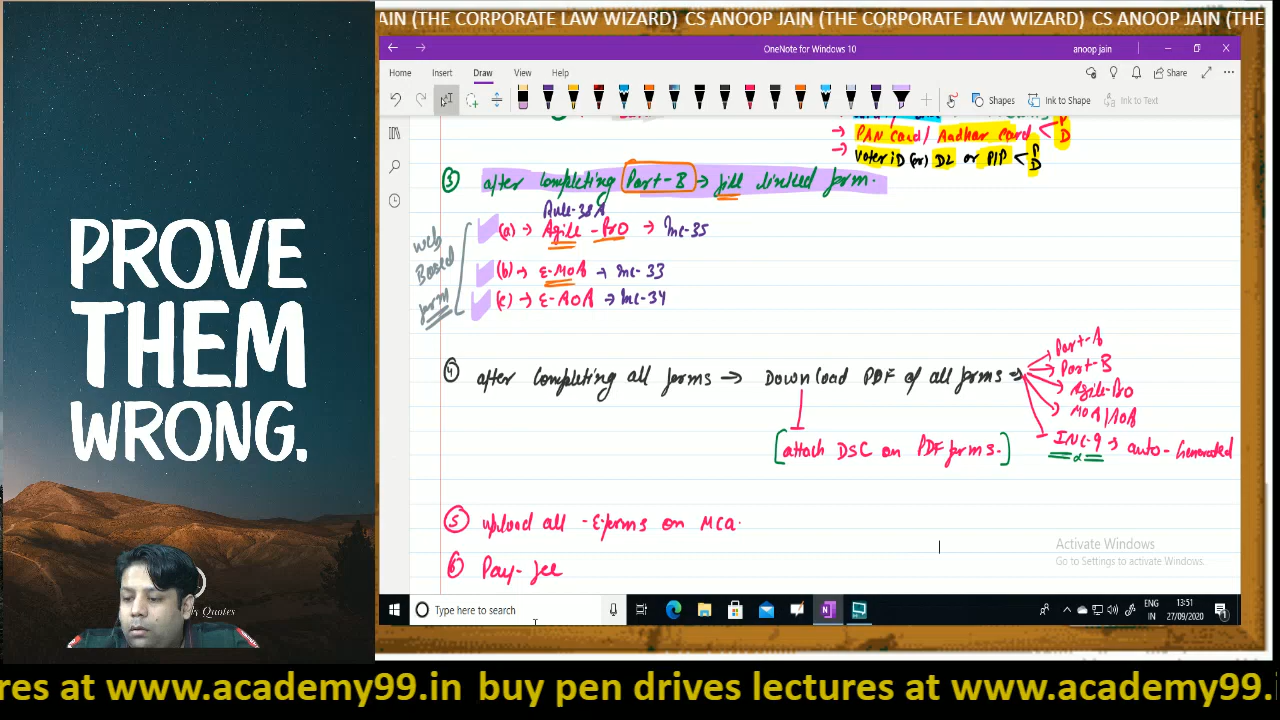 AIN (THE CORPORATE LAW WIZARD) CS ANOOP JAIN (THE CORPORATE LAW WIZARD) CS ANOOP JAIN (THE
OneNote for Windows 10
anoop jain
Home Insert Draw View Help
Share
Shapes
Ink to Shape
Ink to Text
PROVE
THEM
WRONG.
Quotes
→ PAN Card / Aadhar Card < P D
→ Voter ID (or) DL or P/P < P D
③ after completing Part-B → fill linked form.
Rule-38A
web
Based
form
(a) → Agile - Pro → Inc-35
(b) → E-MOA → Inc-33
(c) → E-AOA → Inc-34
④ after completing all forms → Download PDF of all forms →
Part-A
Part-B
Agile-Pro
MOA/AOA
INC-9 → auto-Generated
[attach DSC on PDF forms.]
⑤ upload all - E-forms on MCA.
⑥ Pay-fee
Activate Windows
Go to Settings to activate Windows.
Type here to search
ENG
IN
13:51
27/09/2020
res at www.academy99.in buy pen drives lectures at www.academy99.i